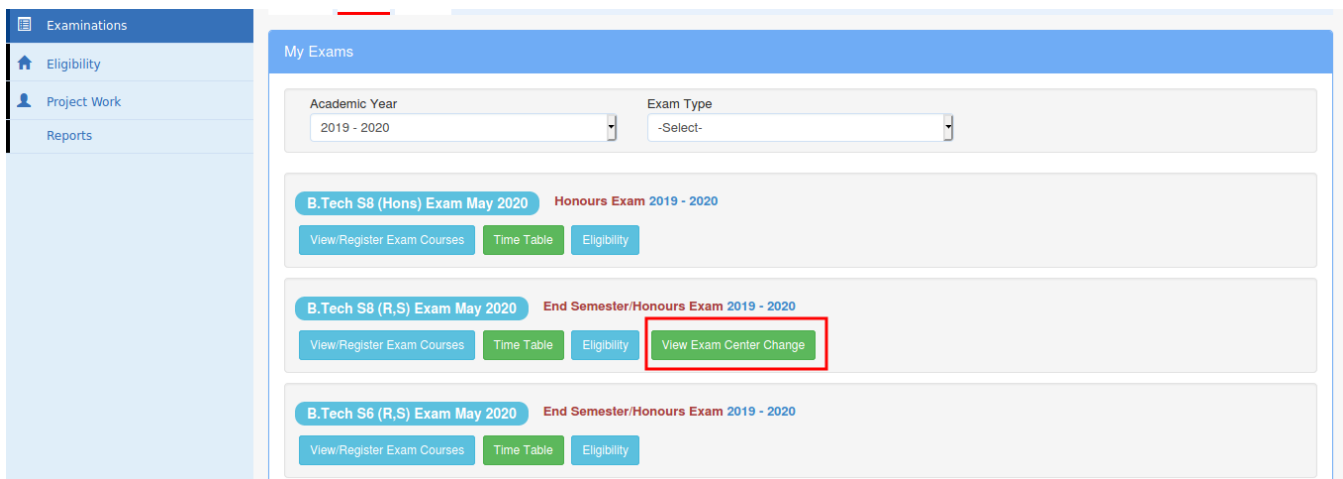 Examinations
Eligibility
Project Work
Reports
My Exams
Academic Year Exam Type
2019 - 2020 -Select-
B.Tech S8 (Hons) Exam May 2020 Honours Exam 2019 - 2020
View/Register Exam Courses Time Table Eligibility
B.Tech S8 (R,S) Exam May 2020 End Semester/Honours Exam 2019 - 2020
View/Register Exam Courses Time Table Eligibility View Exam Center Change
B.Tech S6 (R,S) Exam May 2020 End Semester/Honours Exam 2019 - 2020
View/Register Exam Courses Time Table Eligibility